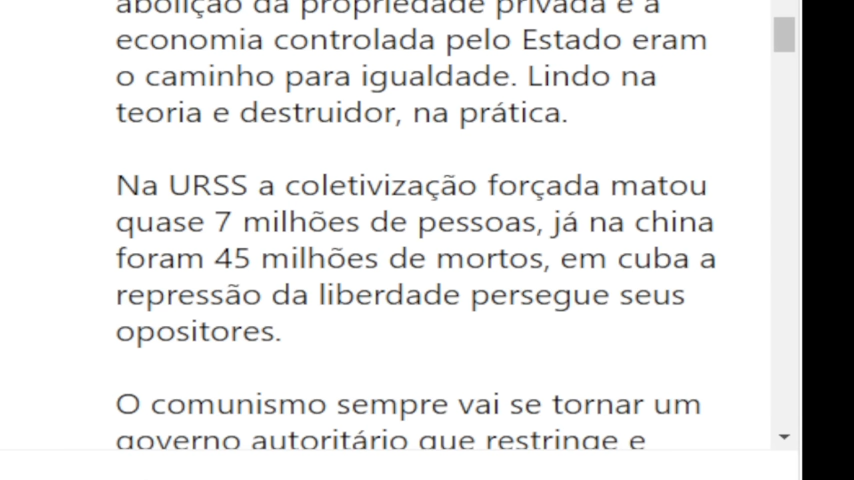 abolição da propriedade privada e a
economia controlada pelo Estado eram
o caminho para igualdade. Lindo na
teoria e destruidor, na prática.
Na URSS a coletivização forçada matou
quase 7 milhões de pessoas, já na china
foram 45 milhões de mortos, em cuba a
repressão da liberdade persegue seus
opositores.
O comunismo sempre vai se tornar um
governo autoritário que restringe e